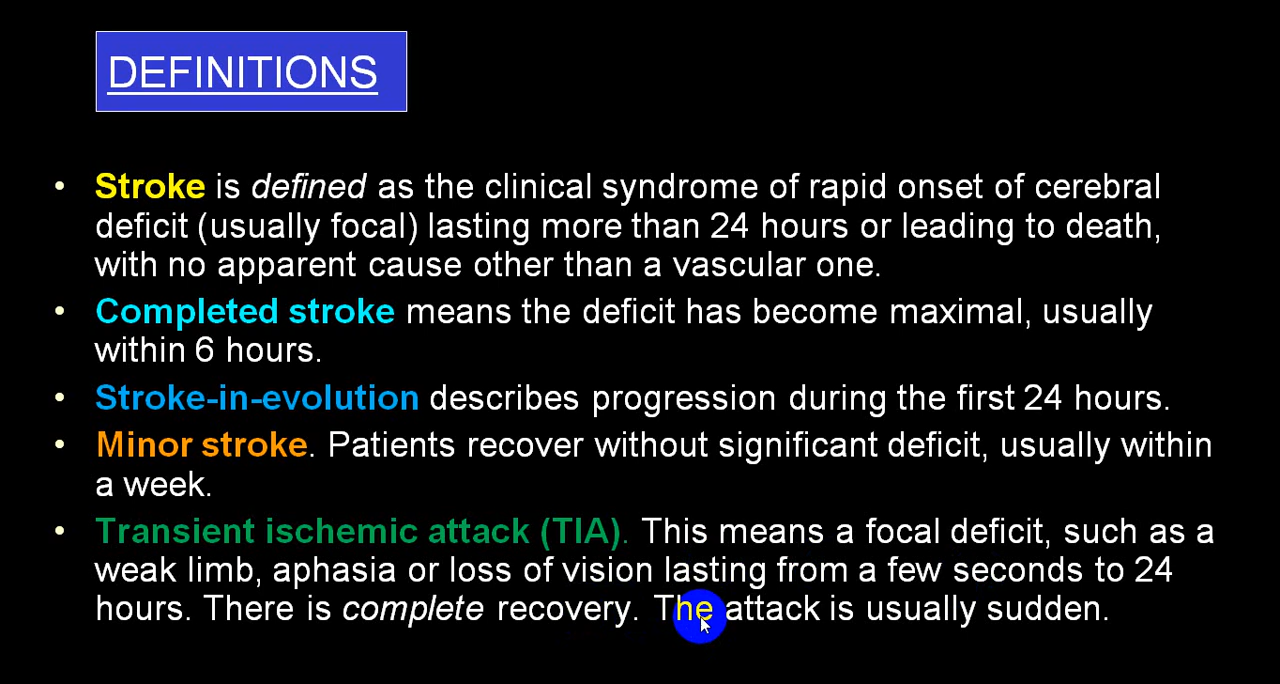 DEFINITIONS
• Stroke is defined as the clinical syndrome of rapid onset of cerebral
deficit (usually focal) lasting more than 24 hours or leading to death,
with no apparent cause other than a vascular one.
• Completed stroke means the deficit has become maximal, usually
within 6 hours.
• Stroke-in-evolution describes progression during the first 24 hours.
• Minor stroke. Patients recover without significant deficit, usually within
a week.
• Transient ischemic attack (TIA). This means a focal deficit, such as a
weak limb, aphasia or loss of vision lasting from a few seconds to 24
hours. There is complete recovery. The attack is usually sudden.